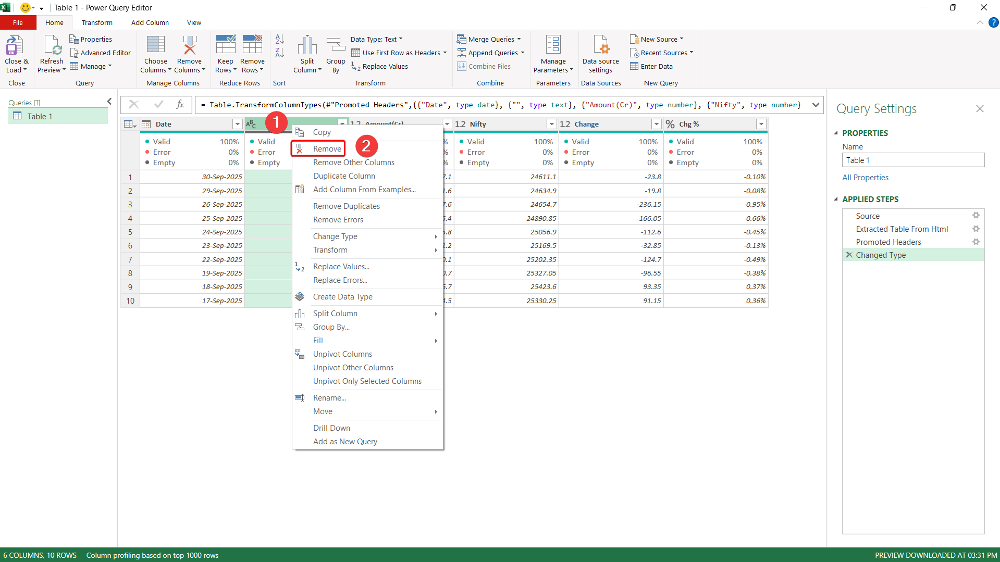 Table 1 - Power Query Editor
File Home Transform Add Column View
Close & Load
Close
Refresh Preview
Properties
Advanced Editor
Manage
Query
Choose Columns
Remove Columns
Manage Columns
Keep Rows
Remove Rows
Reduce Rows
Sort
Split Column
Group By
Data Type: Text
Use First Row as Headers
Replace Values
Transform
Merge Queries
Append Queries
Combine Files
Combine
Manage Parameters
Parameters
Data source settings
Data Sources
New Source
Recent Sources
Enter Data
New Query
Queries [1]
Table 1
fx = Table.TransformColumnTypes(#"Promoted Headers",{{"Date", type date}, {"", type text}, {"Amount(Cr)", type number}, {"Nifty", type number}
Date ABC 1 1.2 Amount(Cr) 1.2 Nifty 1.2 Change % Chg %
Valid 100% Valid % Valid 100% Valid 100% Valid 100%
Error 0% Error % Error 0% Error 0% Error 0%
Empty 0% Empty % Empty 0% Empty 0% Empty 0%
1 30-Sep-2025 7.1 24611.1 -23.8 -0.10%
2 29-Sep-2025 1.6 24634.9 -19.8 -0.08%
3 26-Sep-2025 7.6 24654.7 -236.15 -0.95%
4 25-Sep-2025 5.4 24890.85 -166.05 -0.66%
5 24-Sep-2025 5.8 25056.9 -112.6 -0.45%
6 23-Sep-2025 1.2 25169.5 -32.85 -0.13%
7 22-Sep-2025 0.1 25202.35 -124.7 -0.49%
8 19-Sep-2025 0.7 25327.05 -96.55 -0.38%
9 18-Sep-2025 5.7 25423.6 93.35 0.37%
10 17-Sep-2025 4.5 25330.25 91.15 0.36%
Copy
Remove 2
Remove Other Columns
Duplicate Column
Add Column From Examples...
Remove Duplicates
Remove Errors
Change Type
Transform
Replace Values...
Replace Errors...
Create Data Type
Split Column
Group By...
Fill
Unpivot Columns
Unpivot Other Columns
Unpivot Only Selected Columns
Rename...
Move
Drill Down
Add as New Query
Query Settings
PROPERTIES
Name
Table 1
All Properties
APPLIED STEPS
Source
Extracted Table From Html
Promoted Headers
Changed Type
6 COLUMNS, 10 ROWS Column profiling based on top 1000 rows PREVIEW DOWNLOADED AT 03:31 PM